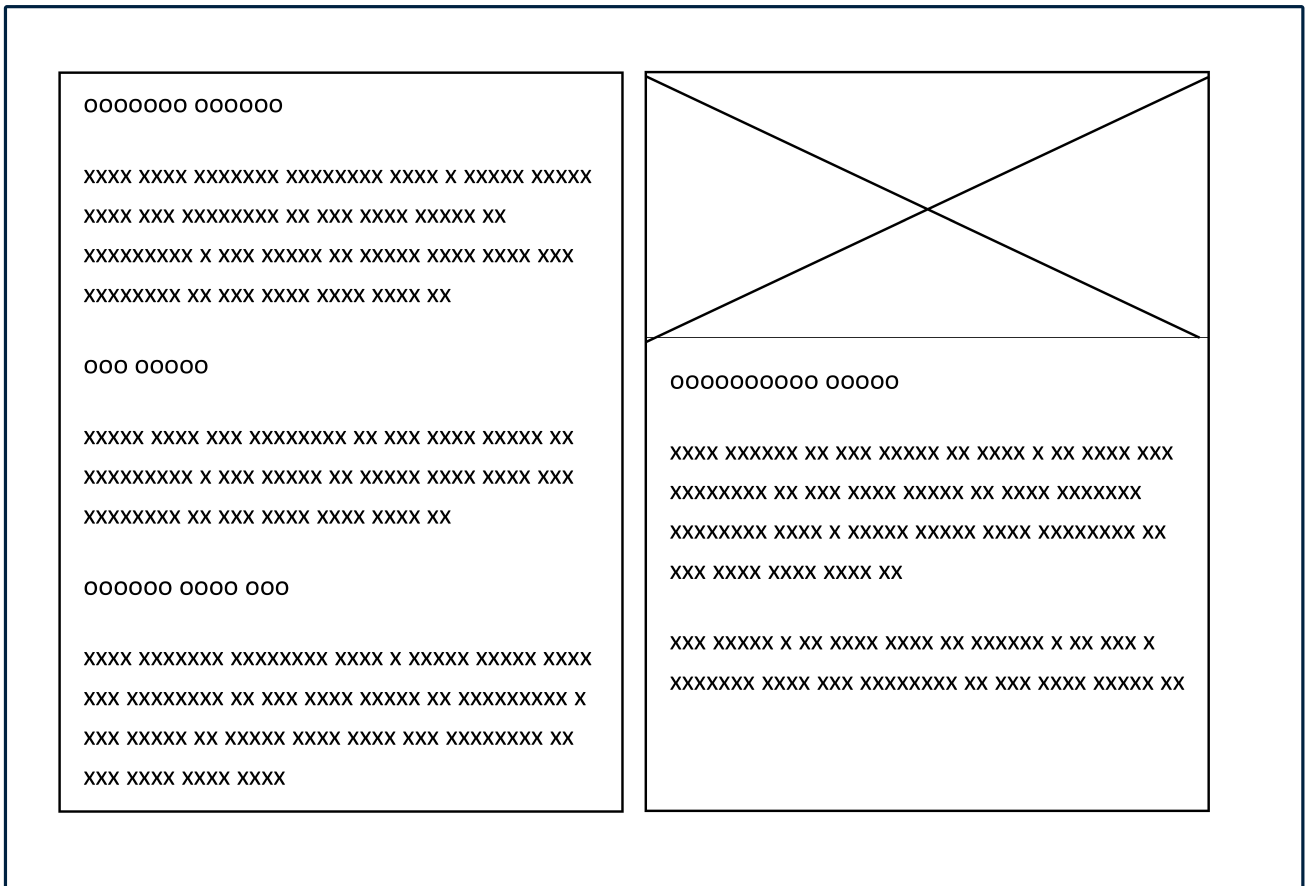 ooooooo oooooo
xxxx xxxx xxxxxxx xxxxxxxx xxxx x xxxxx xxxxx
xxxx xxx xxxxxxxx xx xxx xxxx xxxxx xx
xxxxxxxxx x xxx xxxxx xx xxxxx xxxx xxxx xxx
xxxxxxxx xx xxx xxxx xxxx xxxx xx
ooo ooooo
xxxxx xxxx xxx xxxxxxxx xx xxx xxxx xxxxx xx
xxxxxxxxx x xxx xxxxx xx xxxxx xxxx xxxx xxx
xxxxxxxx xx xxx xxxx xxxx xxxx xx
oooooo oooo ooo
xxxx xxxxxxx xxxxxxxx xxxx x xxxxx xxxxx xxxx
xxx xxxxxxxx xx xxx xxxx xxxxx xx xxxxxxxxx x
xxx xxxxx xx xxxxx xxxx xxxx xxx xxxxxxxx xx
xxx xxxx xxxx xxxx
oooooooooo ooooo
xxxx xxxxxx xx xxx xxxxx xx xxxx x xx xxxx xxx
xxxxxxxx xx xxx xxxx xxxxx xx xxxx xxxxxxx
xxxxxxxx xxxx x xxxxx xxxxx xxxx xxxxxxxx xx
xxx xxxx xxxx xxxx xx
xxx xxxxx x xx xxxx xxxx xx xxxxxx x xx xxx x
xxxxxxx xxxx xxx xxxxxxxx xx xxx xxxx xxxxx xx